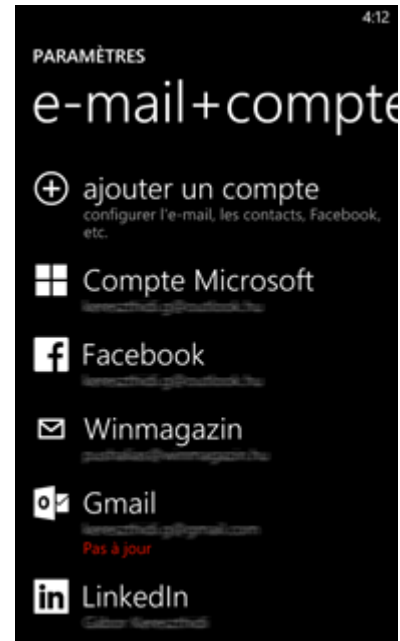 4:12
PARAMÈTRES
e-mail+compte
ajouter un compte
configurer l'e-mail, les contacts, Facebook,
etc.
Compte Microsoft
Facebook
Winmagazin
Gmail
Pas à jour
LinkedIn